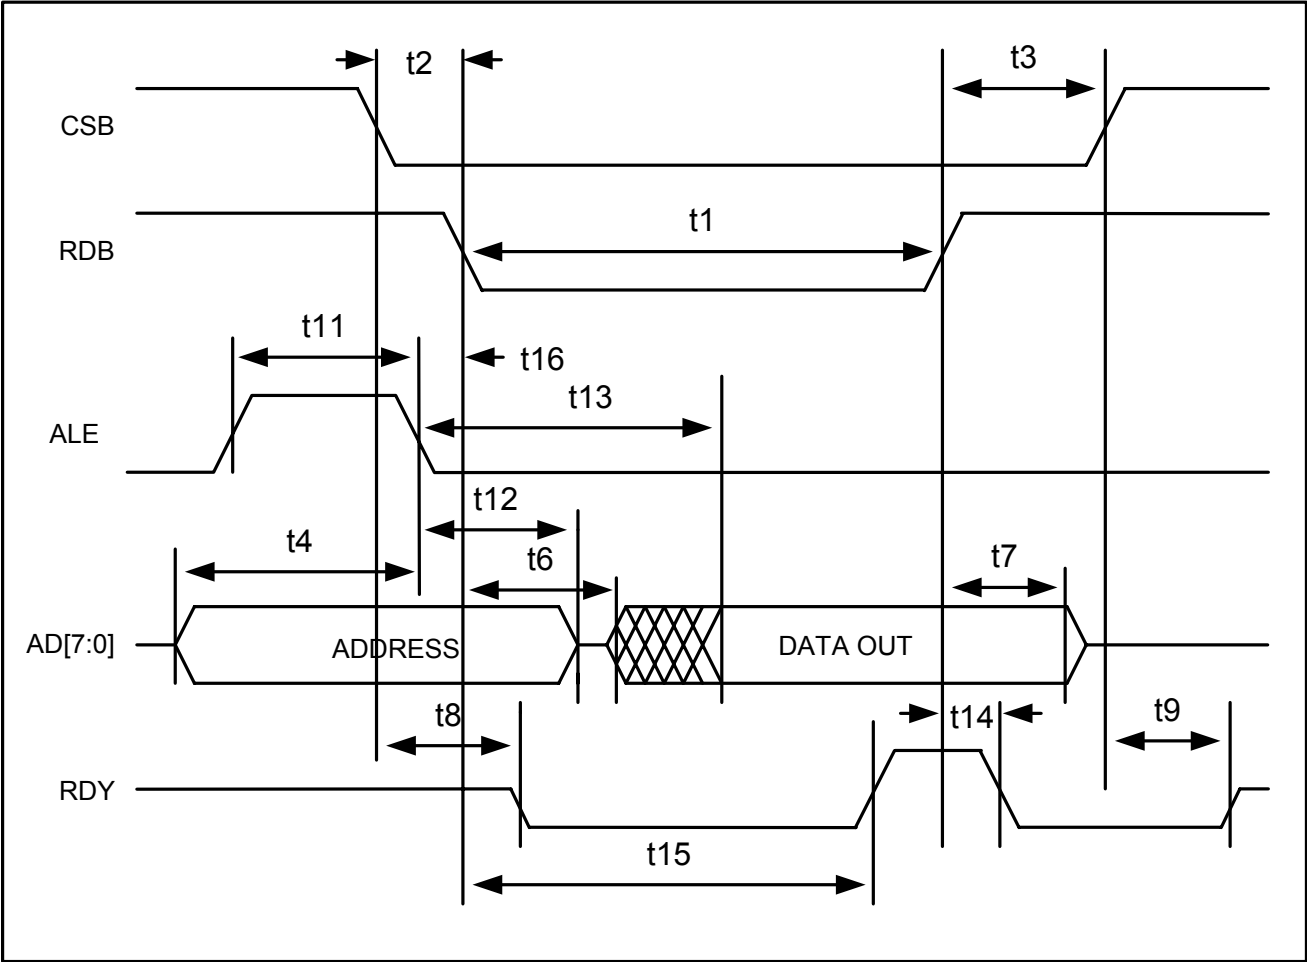 t2
t3
CSB
t1
RDB
t11
t16
t13
ALE
t12
t4
t6
t7
AD[7:0]
ADDRESS
DATA OUT
t8
t14
t9
RDY
t15